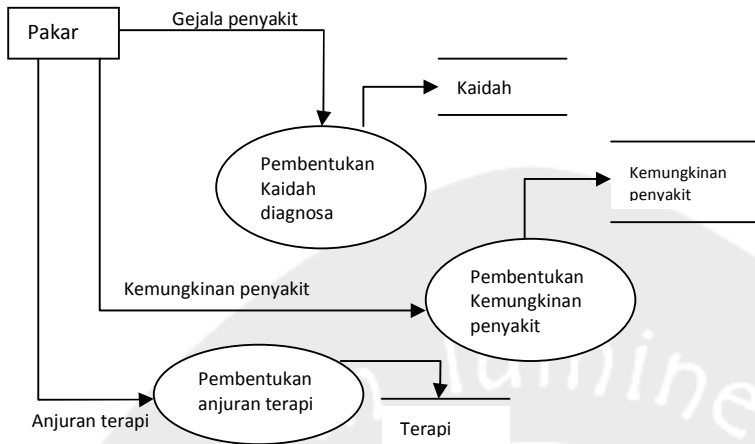 Gejala penyakit
Pakar
Kaidah
Pembentukan
Kaidah
diagnosa
Kemungkinan
penyakit
Kemungkinan penyakit
Pembentukan
Kemungkinan
penyakit
Pembentukan
anjuran terapi
Anjuran terapi
Terapi
n lumine